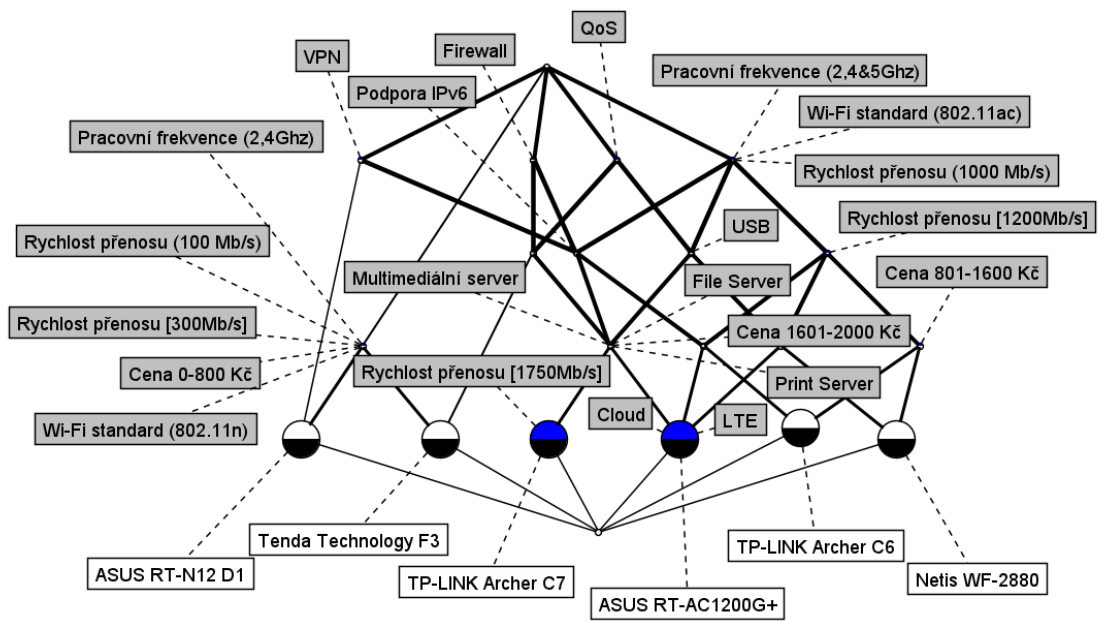 QoS
Firewall
VPN
Pracovní frekvence (2,4&5Ghz)
Podpora IPv6
Wi-Fi standard (802.11ac)
Pracovní frekvence (2,4Ghz)
Rychlost přenosu (1000 Mb/s)
Rychlost přenosu [1200Mb/s]
USB
Rychlost přenosu (100 Mb/s)
Multimediální server
File Server
Cena 801-1600 Kč
Rychlost přenosu [300Mb/s]
Cena 1601-2000 Kč
Cena 0-800 Kč
Rychlost přenosu [1750Mb/s]
Print Server
Cloud
LTE
Wi-Fi standard (802.11n)
Tenda Technology F3
TP-LINK Archer C6
ASUS RT-N12 D1
TP-LINK Archer C7
Netis WF-2880
ASUS RT-AC1200G+